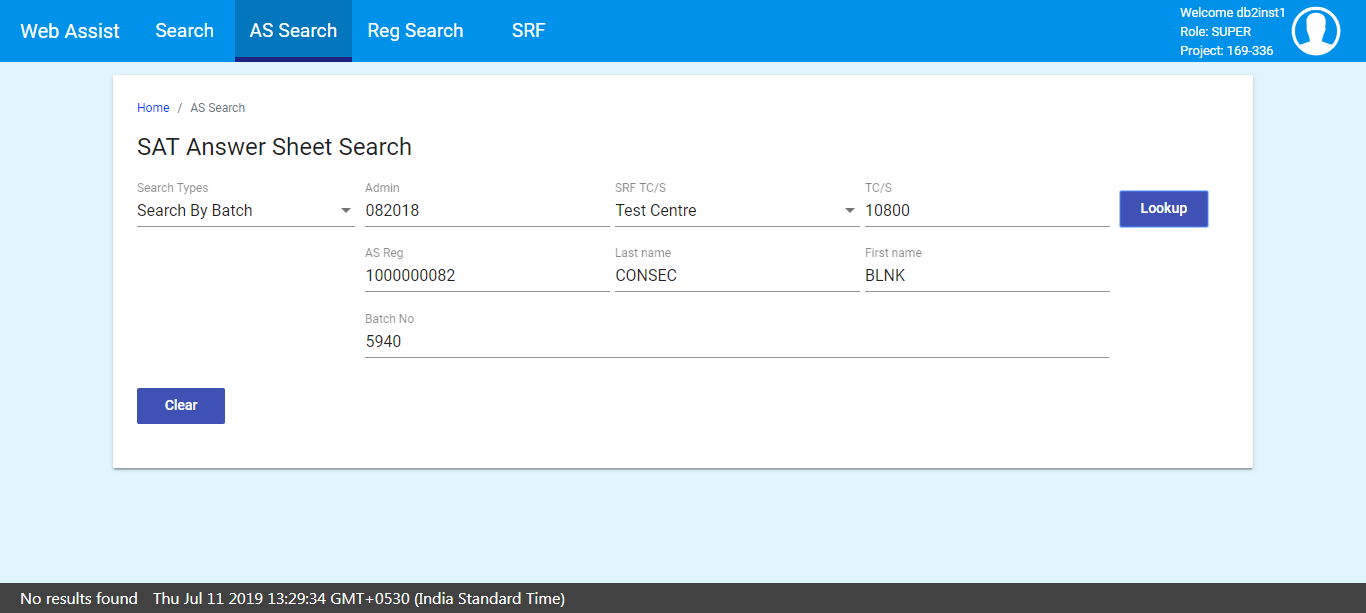 Web Assist Search AS Search Reg Search SRF
Welcome db2inst1
Role: SUPER
Project: 169-336
Home / AS Search
SAT Answer Sheet Search
Search Types Admin SRF TC/S TC/S
Search By Batch 082018 Test Centre 10800 Lookup
AS Reg Last name First name
1000000082 CONSEC BLNK
Batch No
5940
Clear
No results found Thu Jul 11 2019 13:29:34 GMT+0530 (India Standard Time)